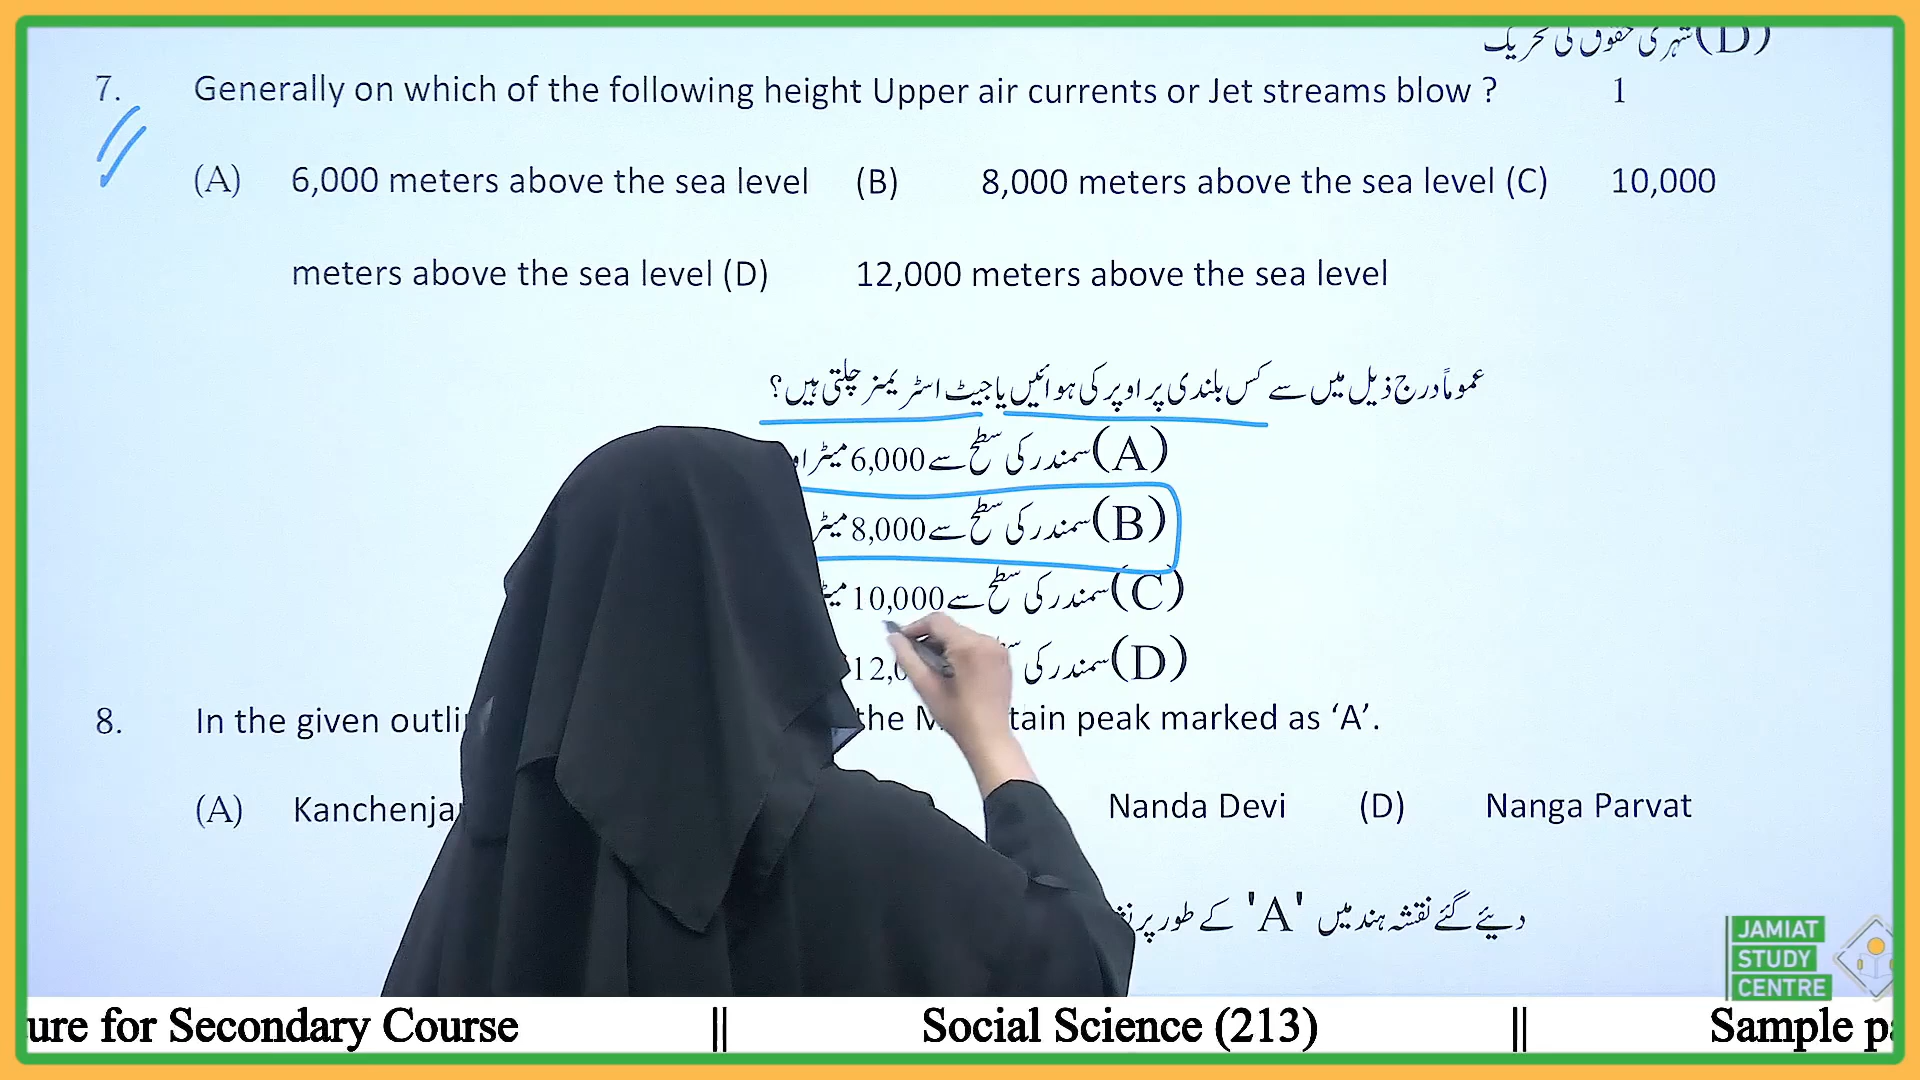 (D) شہری حقوق کی تحریک
7. Generally on which of the following height Upper air currents or Jet streams blow ? 1
(A) 6,000 meters above the sea level (B) 8,000 meters above the sea level (C) 10,000
meters above the sea level (D) 12,000 meters above the sea level
عموماً درج ذیل میں سے کس بلندی پر اوپر کی ہوائیں یا جیٹ اسٹریمنز چلتی ہیں؟
(A) سمندر کی سطح سے 6,000 میٹر
(B) سمندر کی سطح سے 8,000 میٹر
(C) سمندر کی سطح سے 10,000
(D) سمندر کی
8. In the given the peak marked as ‘A’.
(A) Nanda Devi (D) Nanga Parvat
دیئے گئے نقشہ ہند میں 'A' کے طور پر
JAMIAT
STUDY
CENTRE
ure for Secondary Course || Social Science (213) || Sample